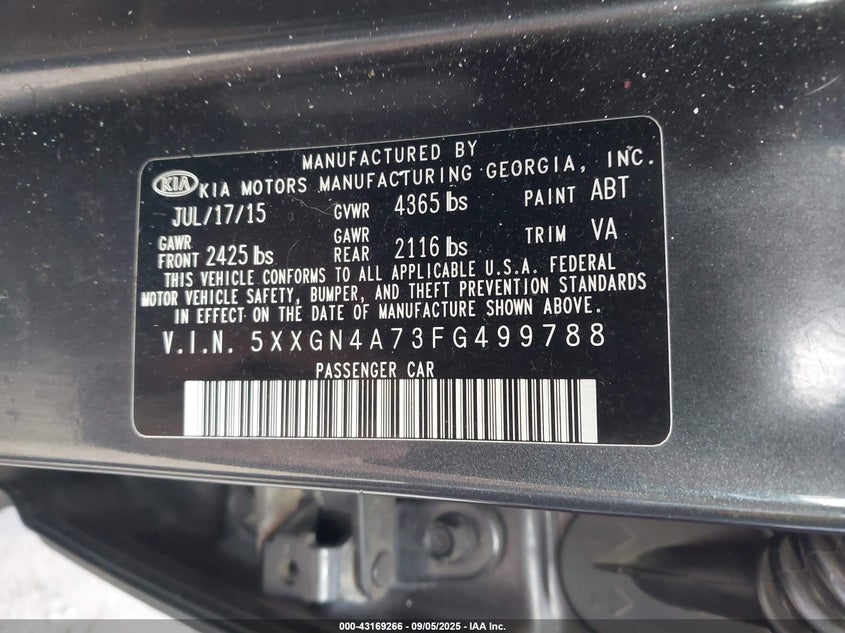 MANUFACTURED BY
KIA KIA MOTORS MANUFACTURING GEORGIA, INC.
JUL/17/15 GVWR 4365 lbs PAINT ABT
GAWR FRONT 2425 lbs GAWR REAR 2116 lbs TRIM VA
THIS VEHICLE CONFORMS TO ALL APPLICABLE U.S.A. FEDERAL
MOTOR VEHICLE SAFETY, BUMPER, AND THEFT PREVENTION STANDARDS
IN EFFECT ON THE DATE OF MANUFACTURE SHOWN ABOVE.
V.I.N. 5XXGN4A73FG499788
PASSENGER CAR
000-43169266 - 09/05/2025 - IAA Inc.